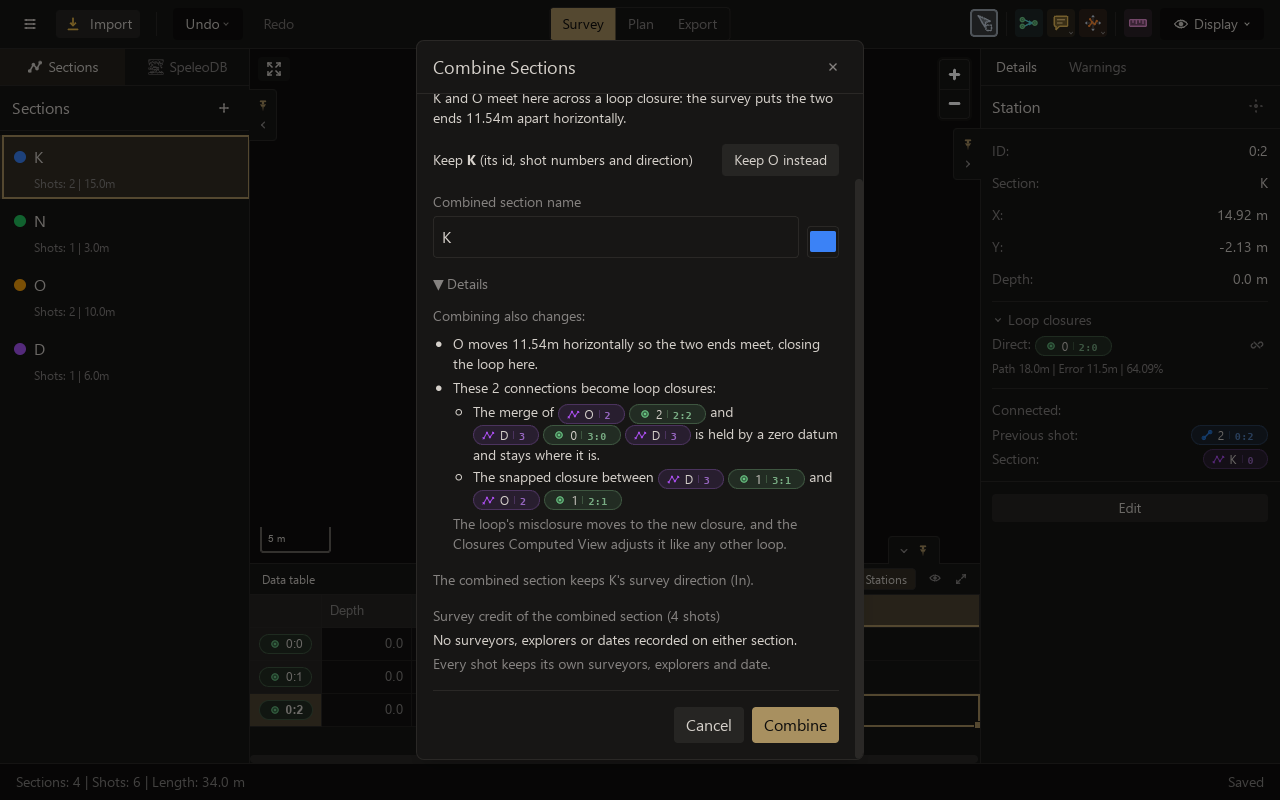 Import
Undo
Redo
Survey
Plan
Export
Display
Sections
SpeleoDB
Sections
K
Shots: 2 | 15.0m
N
Shots: 1 | 3.0m
O
Shots: 2 | 10.0m
D
Shots: 1 | 6.0m
Combine Sections
K and O meet here across a loop closure: the survey puts the two
ends 11.54m apart horizontally.
Keep K (its id, shot numbers and direction)
Keep O instead
Combined section name
K
▼ Details
Combining also changes:
• O moves 11.54m horizontally so the two ends meet, closing
the loop here.
• These 2 connections become loop closures:
The merge of O | 2 2 | 2:2 and
D | 3 0 | 3:0 D | 3 is held by a zero datum
and stays where it is.
The snapped closure between D | 3 1 | 3:1 and
O | 2 1 | 2:1
The loop's misclosure moves to the new closure, and the
Closures Computed View adjusts it like any other loop.
The combined section keeps K's survey direction (In).
Survey credit of the combined section (4 shots)
No surveyors, explorers or dates recorded on either section.
Every shot keeps its own surveyors, explorers and date.
Cancel
Combine
5 m
Data table
Stations
Depth
0:0
0.0
0:1
0.0
0:2
0.0
Details
Warnings
Station
ID: 0:2
Section: K
X: 14.92 m
Y: -2.13 m
Depth: 0.0 m
Loop closures
Direct: 0 | 2:0
Path 18.0m | Error 11.5m | 64.09%
Connected:
Previous shot: 2 | 0:2
Section: K | 0
Edit
Sections: 4 | Shots: 6 | Length: 34.0 m
Saved